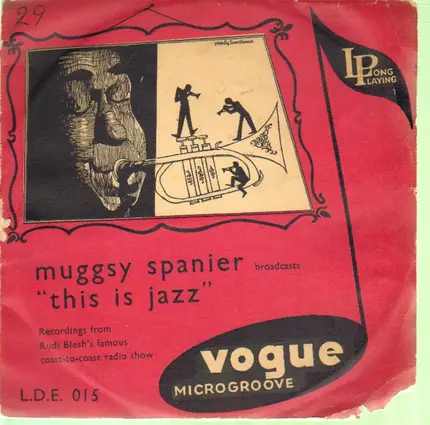 29
LP
LONG
PLAYING
muggsy spanier broadcasts
"this is jazz"
Recordings from
Rudi Blesh's famous
coast-to-coast radio show
vogue
MICROGROOVE
L.D.E. 015